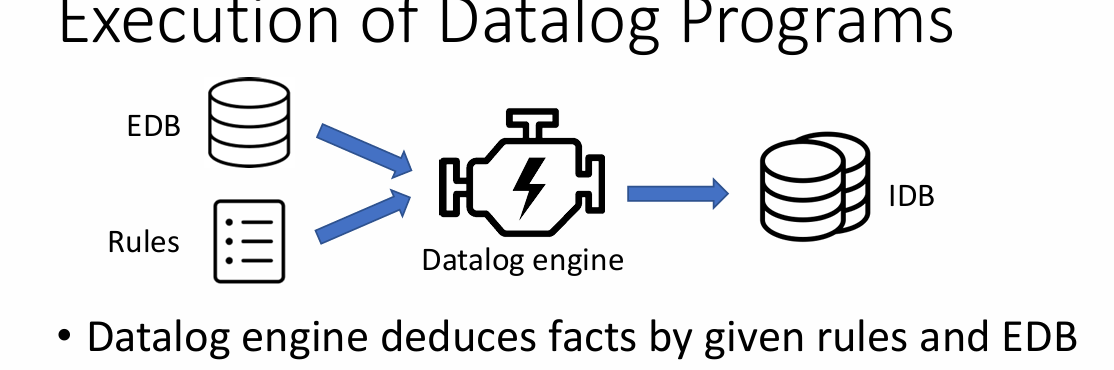 Execution of Datalog Programs
EDB
Rules
Datalog engine
IDB
• Datalog engine deduces facts by given rules and EDB